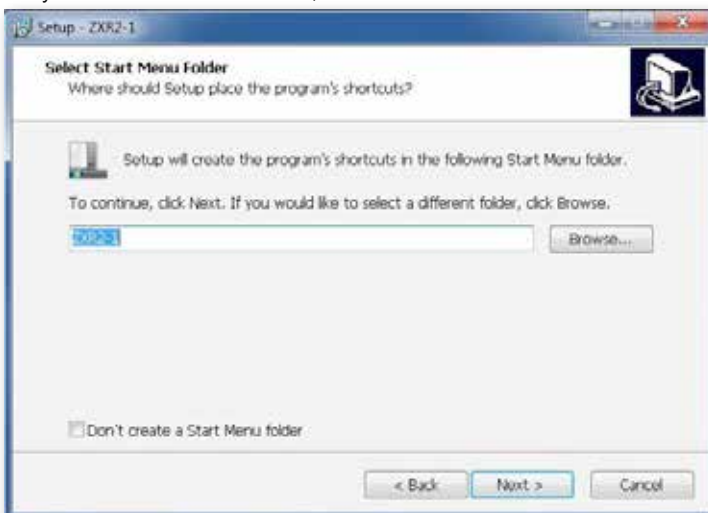 Setup - ZXR2-1
Select Start Menu Folder
Where should Setup place the program's shortcuts?
Setup will create the program's shortcuts in the following Start Menu folder.
To continue, click Next. If you would like to select a different folder, click Browse.
ZXR2-1
Browse...
Don't create a Start Menu folder
< Back
Next >
Cancel